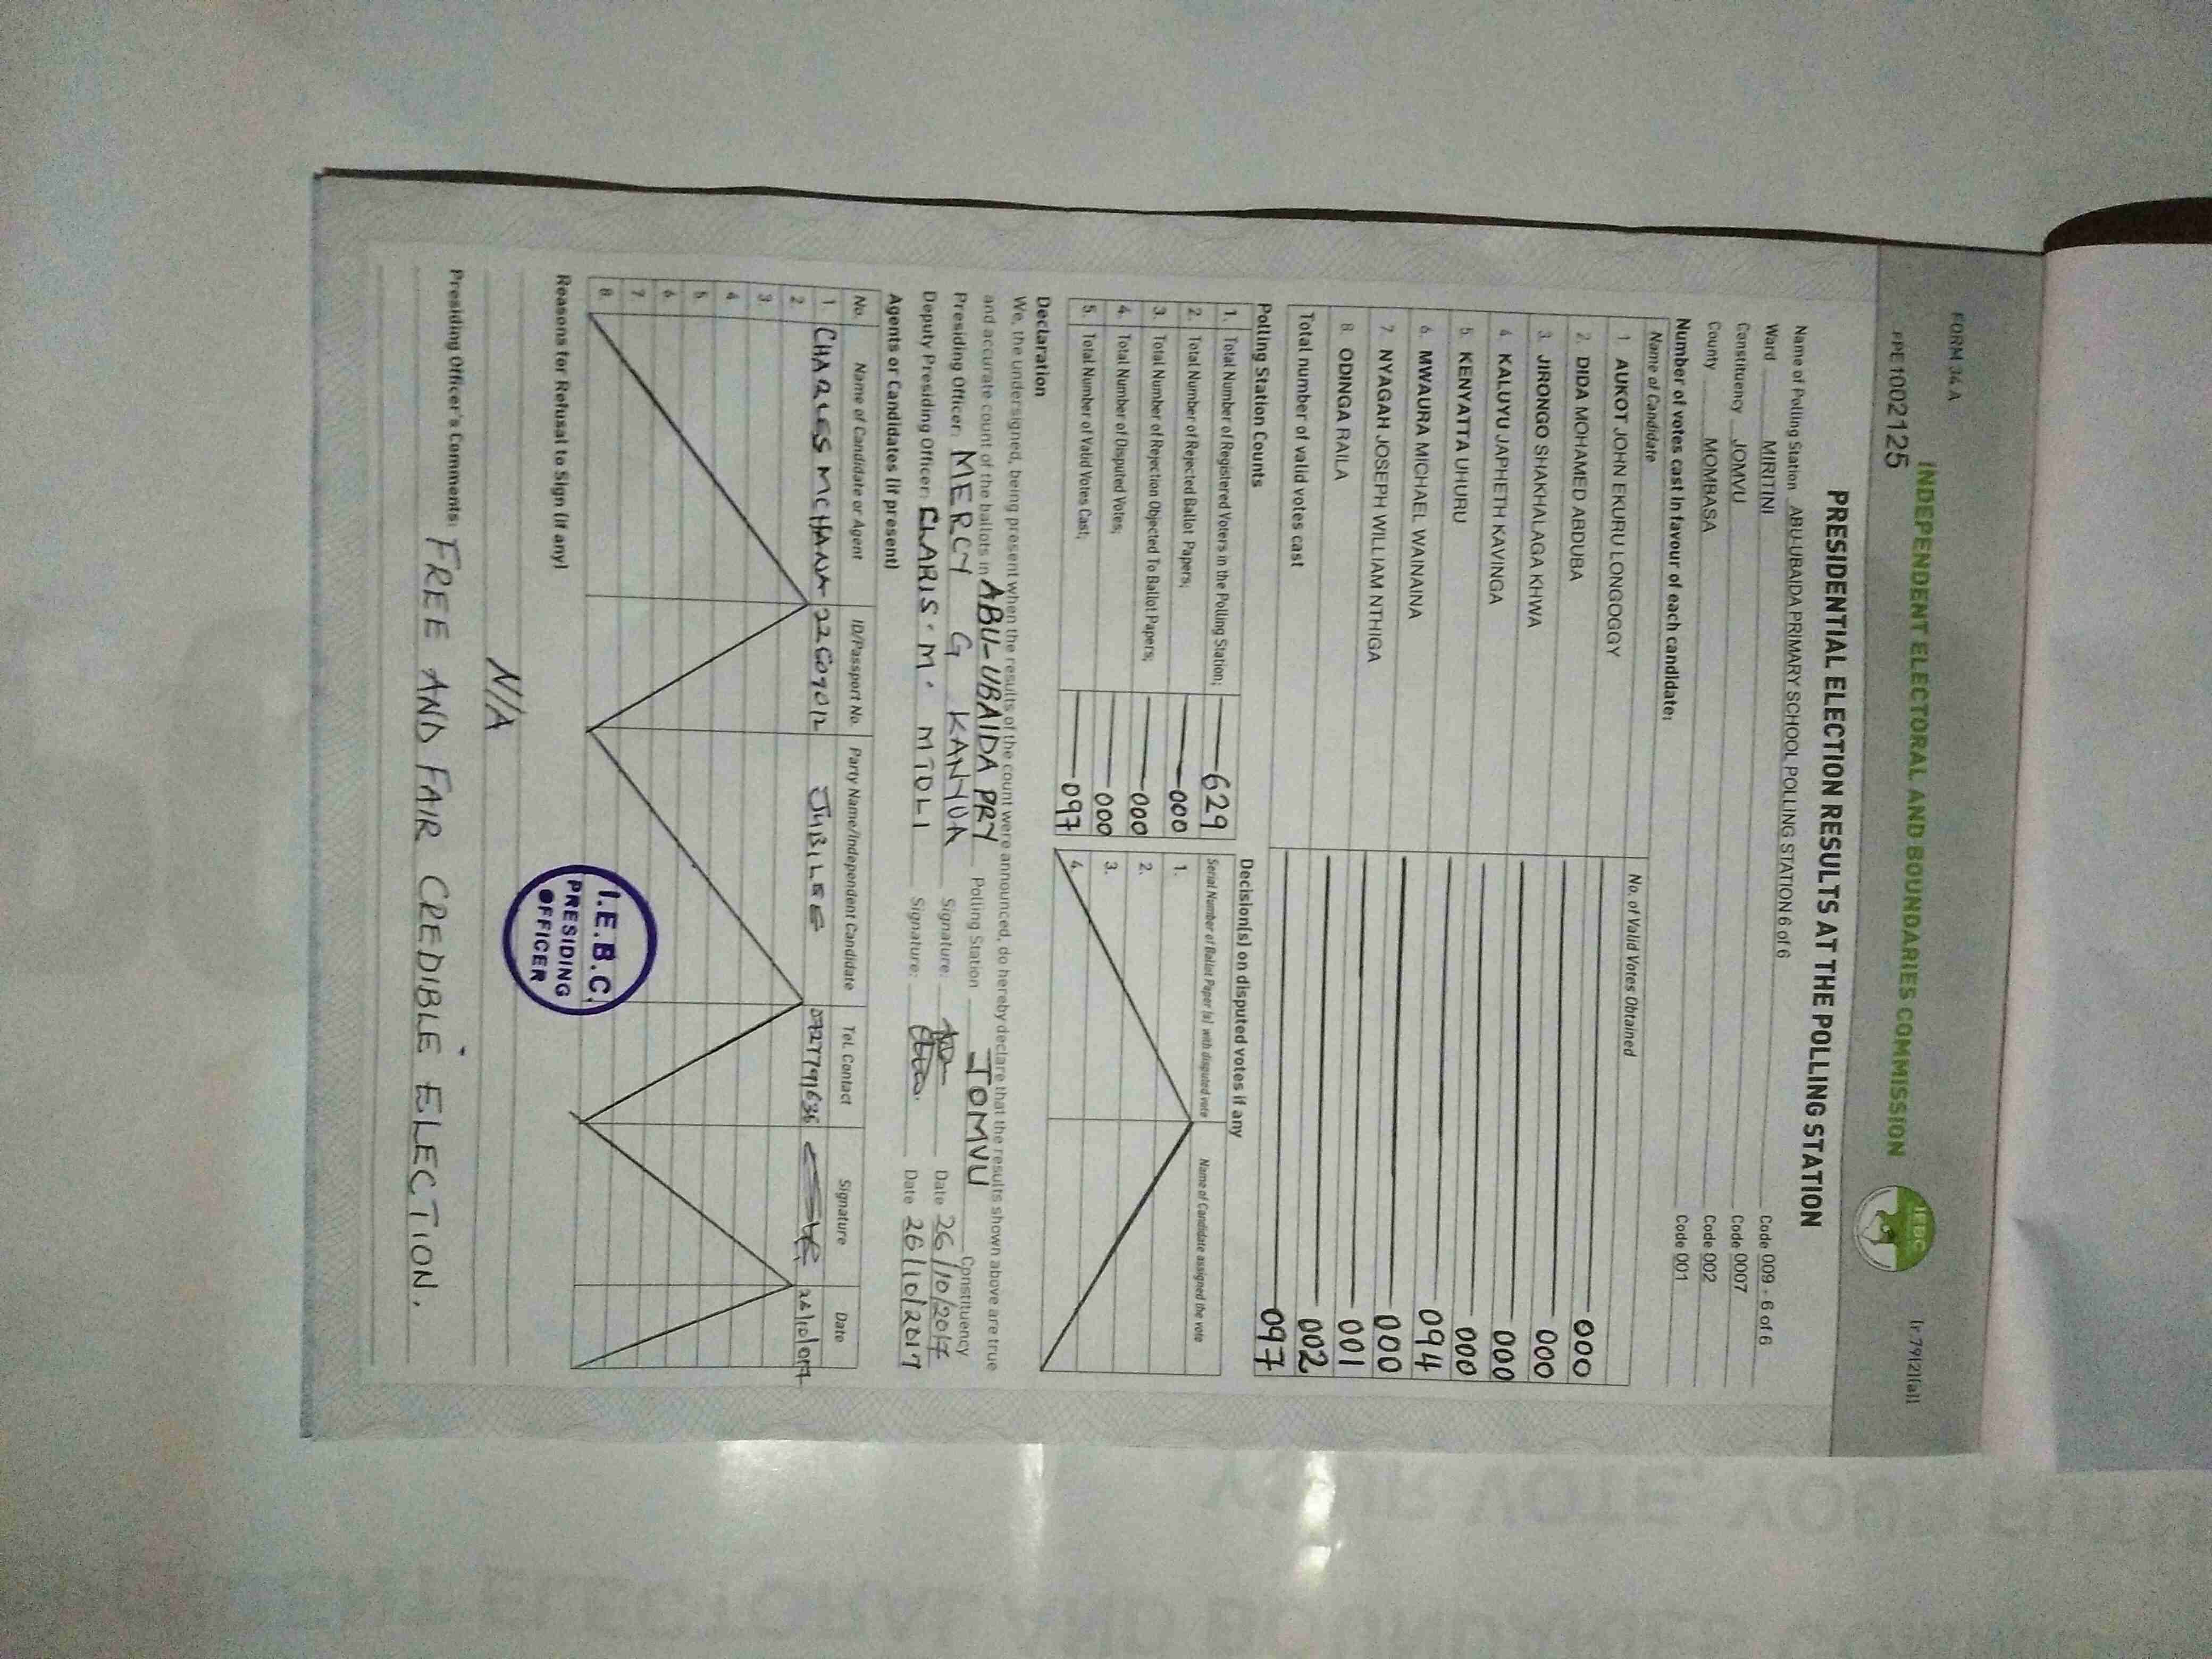 FORM 34A
[r 79(2)(a)]
INDEPENDENT ELECTORAL AND BOUNDARIES COMMISSION
IEBC
PE1002125
PRESIDENTIAL ELECTION RESULTS AT THE POLLING STATION
Name of Polling Station ABU-UBAIDA PRIMARY SCHOOL POLLING STATION 6 of 6
Ward MIRITINI Code 009 - 6 of 6
Constituency JOMVU Code 0007
County MOMBASA Code 002
Code 001
Number of votes cast in favour of each candidate:
Name of Candidate No. of Valid Votes Obtained
1 AUKOT JOHN EKURU LONGOGGY 000
2. DIDA MOHAMED ABDUBA 000
3. JIRONGO SHAKHALAGA KHWA 000
4. KALUYU JAPHETH KAVINGA 000
5. KENYATTA UHURU 094
6. MWAURA MICHAEL WAINAINA 000
7. NYAGAH JOSEPH WILLIAM NTHIGA 001
8. ODINGA RAILA 002
Total number of valid votes cast 097
Polling Station Counts
1. Total Number of Registered Voters in the Polling Station; 629
2. Total Number of Rejected Ballot Papers; 000
3. Total Number of Rejection Objected To Ballot Papers; 000
4. Total Number of Disputed Votes; 000
5. Total Number of Valid Votes Cast; 097
Decision(s) on disputed votes if any
Serial Number of Ballot Paper (s) with disputed vote Name of Candidate assigned the vote
1.
2.
3.
4.
Declaration
We, the undersigned, being present when the results of the count were announced, do hereby declare that the results shown above are true
and accurate count of the ballots in ABU-UBAIDA PRY Polling Station JOMVU Constituency
Presiding Officer: MERCY G KANYUA Signature: Date 26/10/2017
Deputy Presiding Officer: CLARIS. M. MTOLI Signature: Date 26/10/2017
Agents or Candidates (if present)
No. Name of Candidate or Agent ID/Passport No. Party Name/Independent Candidate Tel. Contact Signature Date
1 CHARLES MCHANA JUBILEE
2.
3.
4
5.
6.
7.
8.
I.E.B.C.
PRESIDING
OFFICER
Reasons for Refusal to Sign (if any)
N/A
Presiding Officer's Comments: FREE AND FAIR CREDIBLE ELECTION.